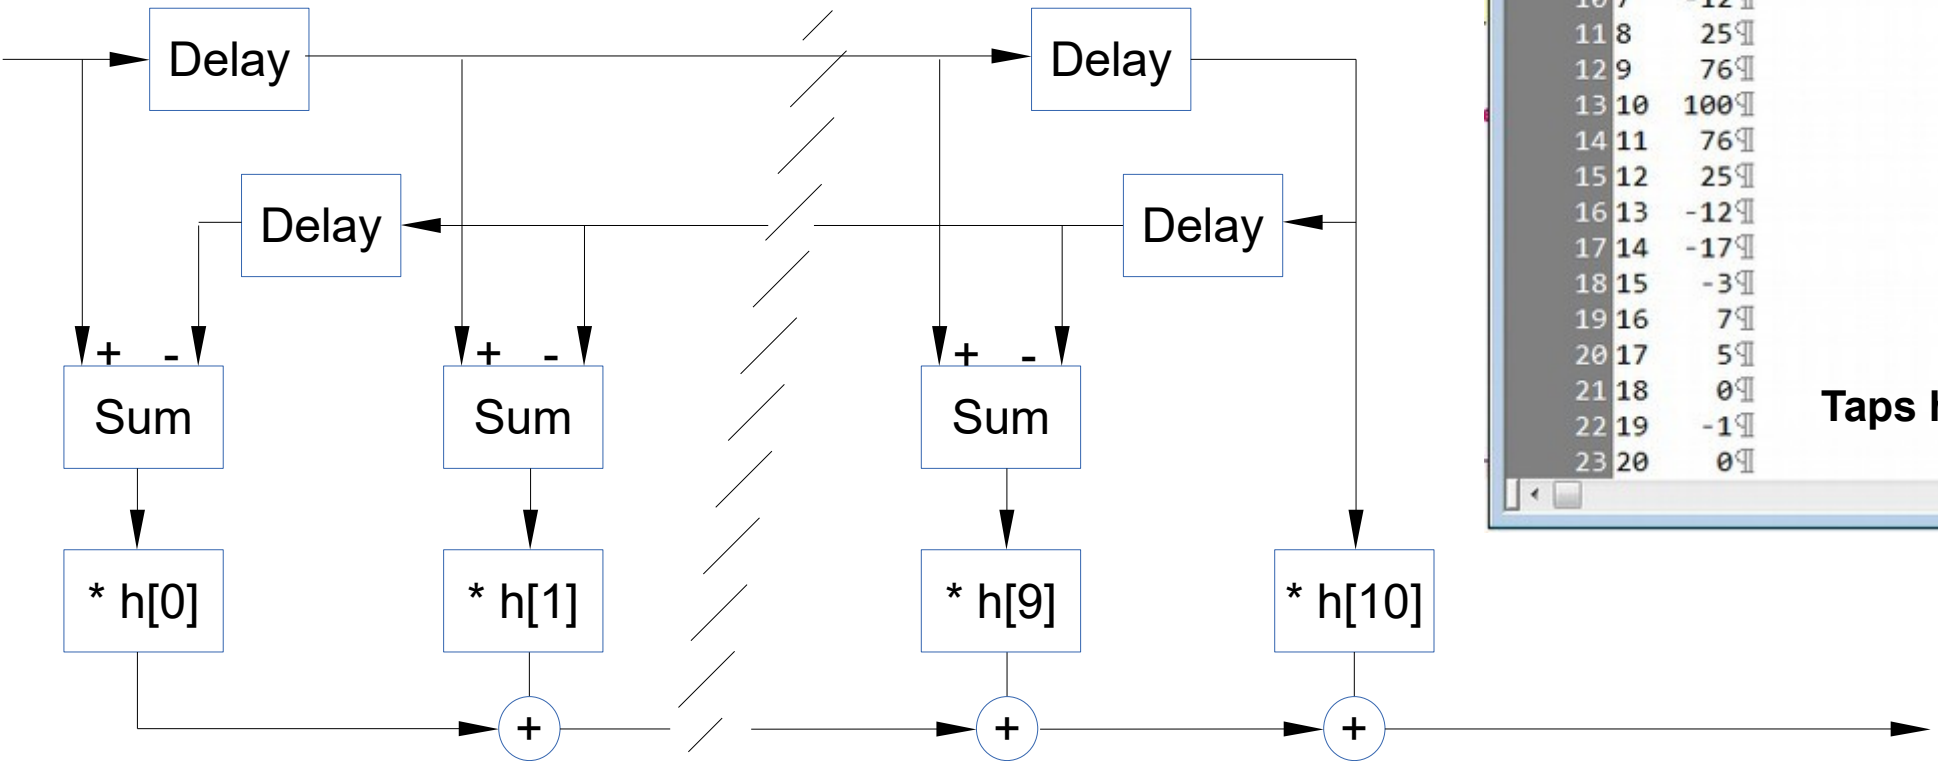 Delay
Delay
Delay
Delay
+ -
+ -
+ -
Sum
Sum
Sum
* h[0]
* h[1]
* h[9]
* h[10]
+
+
+
11 8 25¶
12 9 76¶
13 10 100¶
14 11 76¶
15 12 25¶
16 13 -12¶
17 14 -17¶
18 15 -3¶
19 16 7¶
20 17 5¶
21 18 0¶
22 19 -1¶
23 20 0¶
Taps